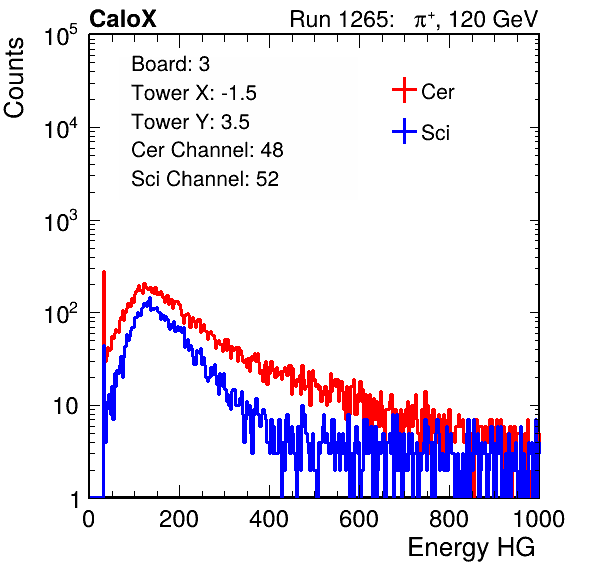 CaloX Run 1265: π⁺, 120 GeV
Counts
Board: 3
Tower X: -1.5
Tower Y: 3.5
Cer Channel: 48
Sci Channel: 52
Cer
Sci
10⁵
10⁴
10³
10²
10
1
0 200 400 600 800 1000
Energy HG